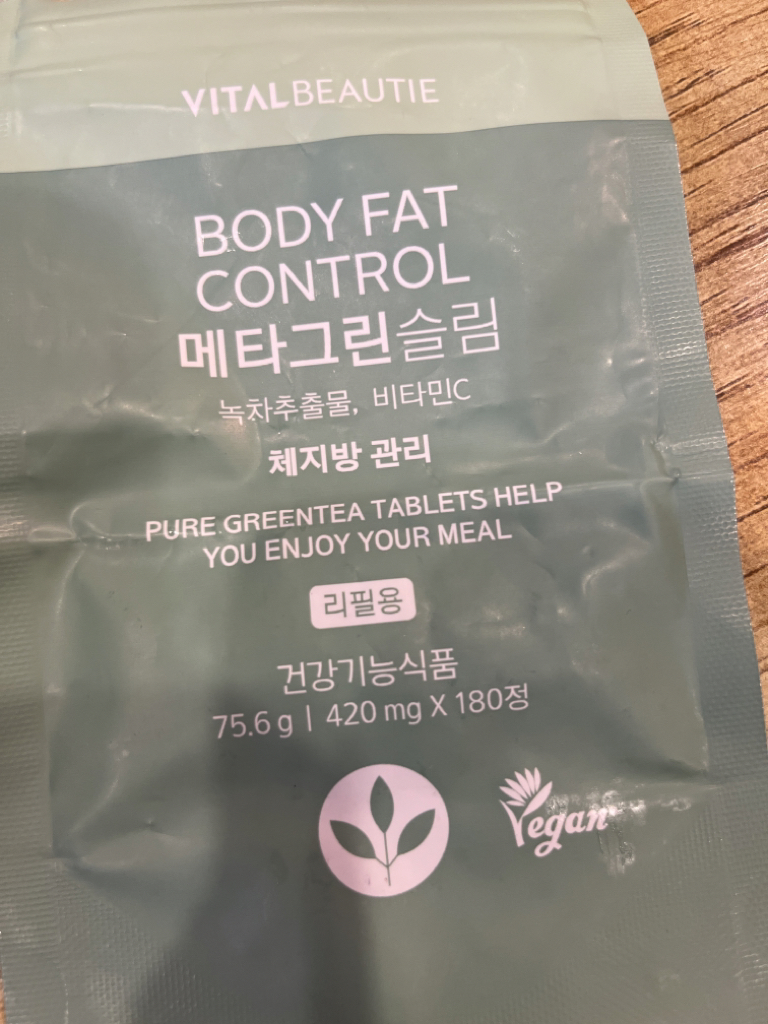 VITALBEAUTIE
BODY FAT
CONTROL
메타그린슬림
녹차추출물, 비타민C
체지방 관리
PURE GREENTEA TABLETS HELP
YOU ENJOY YOUR MEAL
리필용
건강기능식품
75.6 g | 420 mg X 180정
Vegan